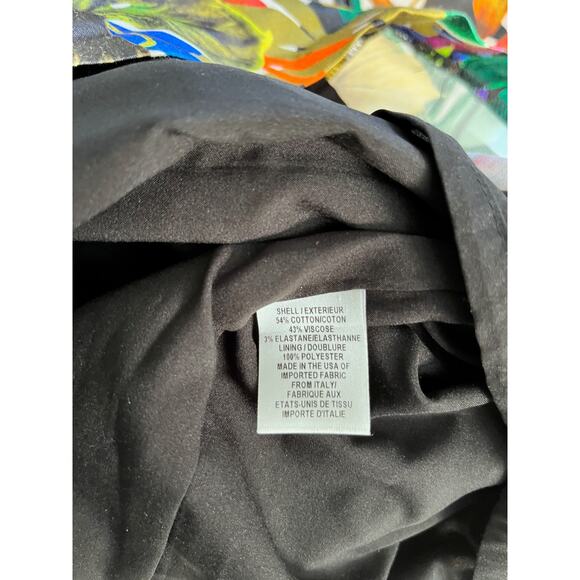 SHELL / EXTERIEUR
54% COTTON/COTON
43% VISCOSE
3% ELASTANE/ELASTHANNE
LINING / DOUBLURE
100% POLYESTER
MADE IN THE USA OF
IMPORTED FABRIC
FROM ITALY/
FABRIQUE AUX
ETATS-UNIS DE TISSU
IMPORTE D'ITALIE